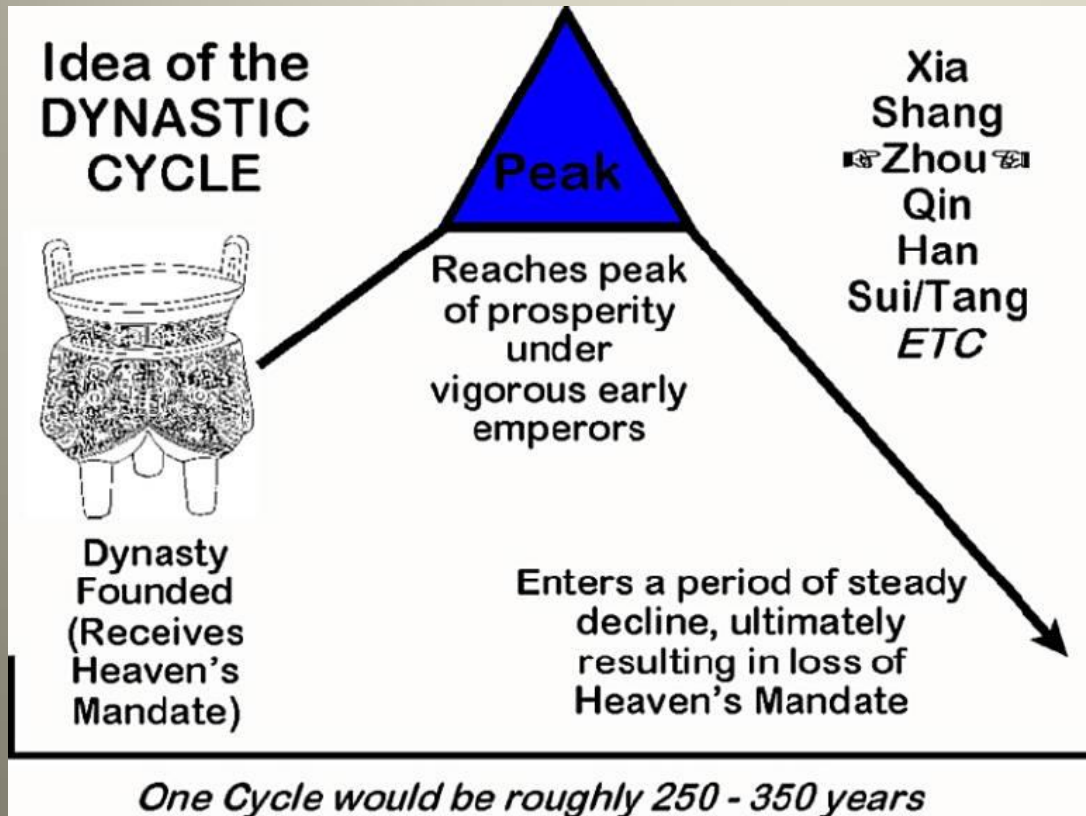 Idea of the
DYNASTIC
CYCLE
Peak
Xia
Shang
☞Zhou☜
Qin
Han
Sui/Tang
ETC
Reaches peak
of prosperity
under
vigorous early
emperors
Dynasty
Founded
(Receives
Heaven's
Mandate)
Enters a period of steady
decline, ultimately
resulting in loss of
Heaven's Mandate
One Cycle would be roughly 250 - 350 years